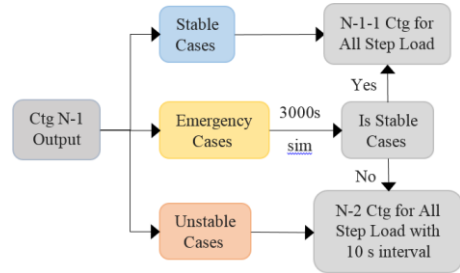 Stable
Cases
N-1-1 Ctg for
All Step Load
Yes
Ctg N-1
Output
Emergency
Cases
3000s
sim
Is Stable
Cases
No
Unstable
Cases
N-2 Ctg for All
Step Load with
10 s interval